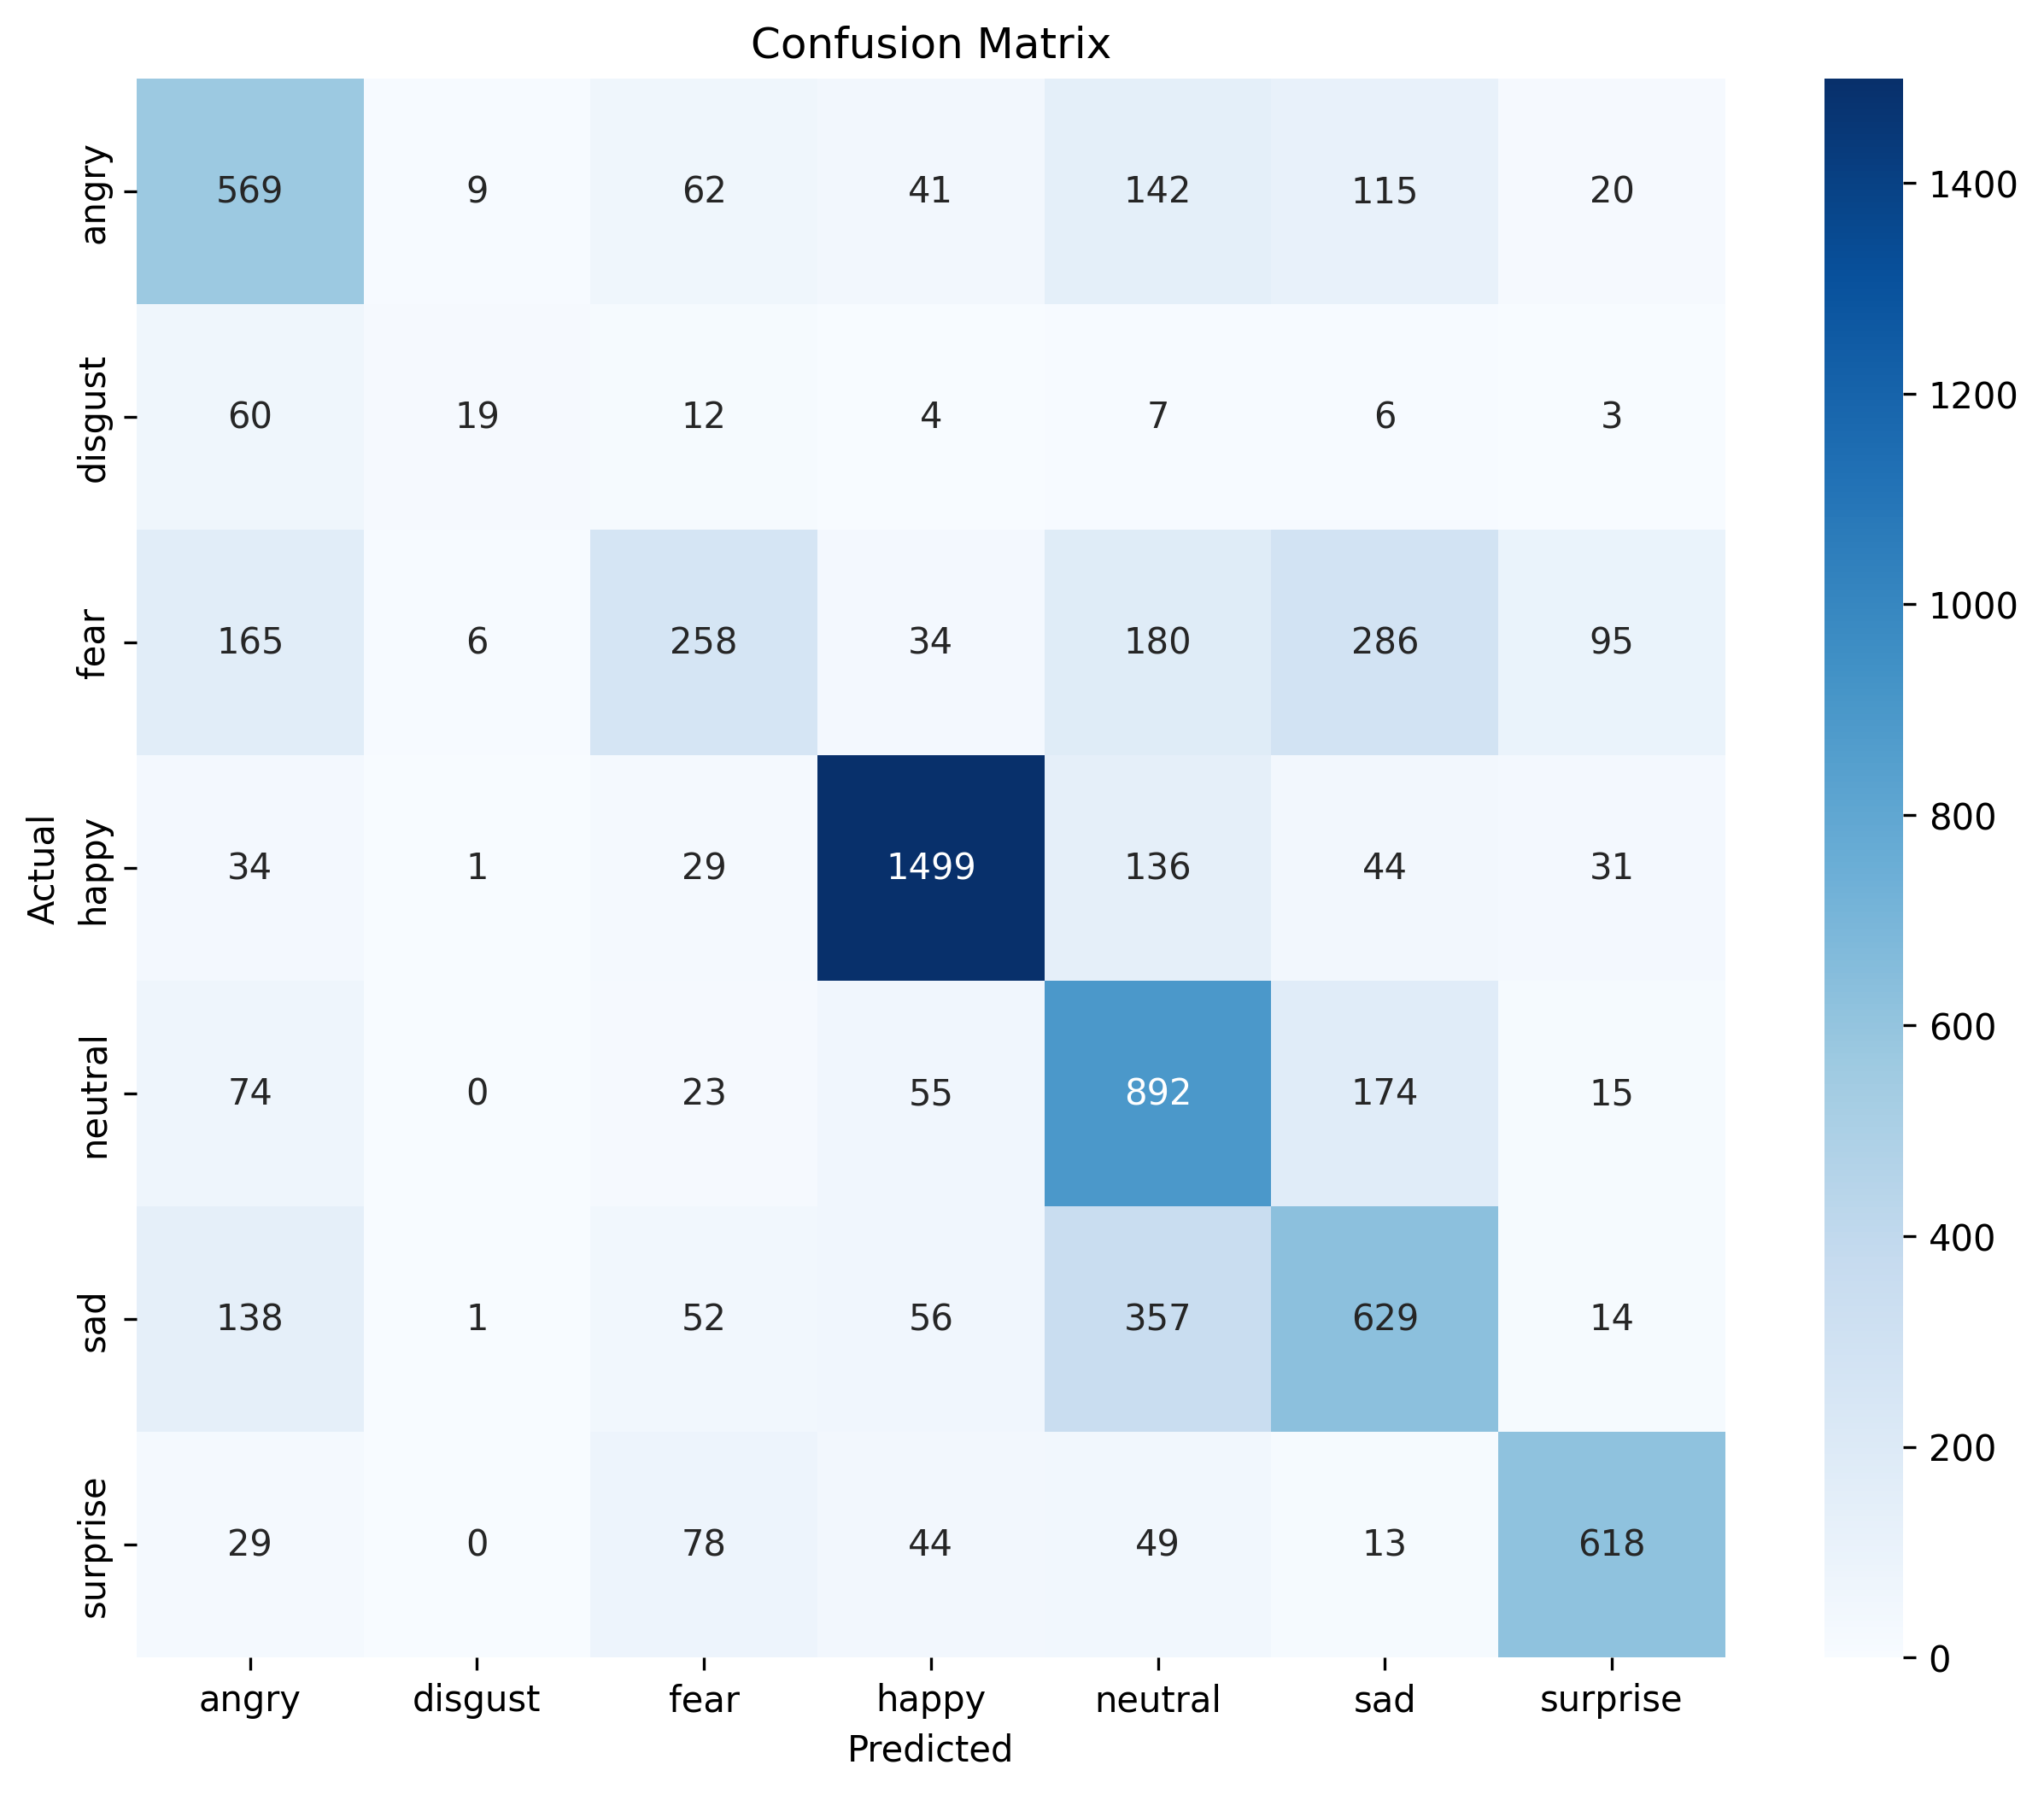 Confusion Matrix
angry 569 9 62 41 142 115 20
disgust 60 19 12 4 7 6 3
fear 165 6 258 34 180 286 95
happy 34 1 29 1499 136 44 31
neutral 74 0 23 55 892 174 15
sad 138 1 52 56 357 629 14
surprise 29 0 78 44 49 13 618
angry disgust fear happy neutral sad surprise
Predicted
Actual
1400
1200
1000
800
600
400
200
0